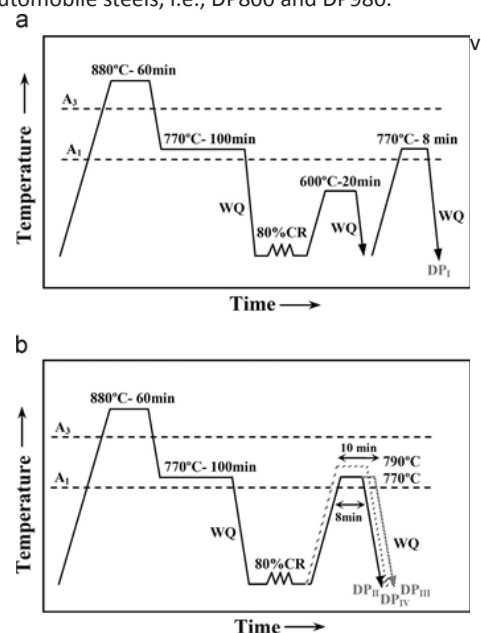 utomobile steels, i.e., DP800 and DP980.
v
a
880°C- 60min
A3
770°C- 100min
770°C- 8 min
A1
600°C-20min
WQ
80%CR
WQ
WQ
DPI
Temperature
Time
b
880°C- 60min
A3
10 min
790°C
770°C- 100min
770°C
A1
8min
WQ
WQ
80%CR
DPII
DPIII
DPIV
Temperature
Time